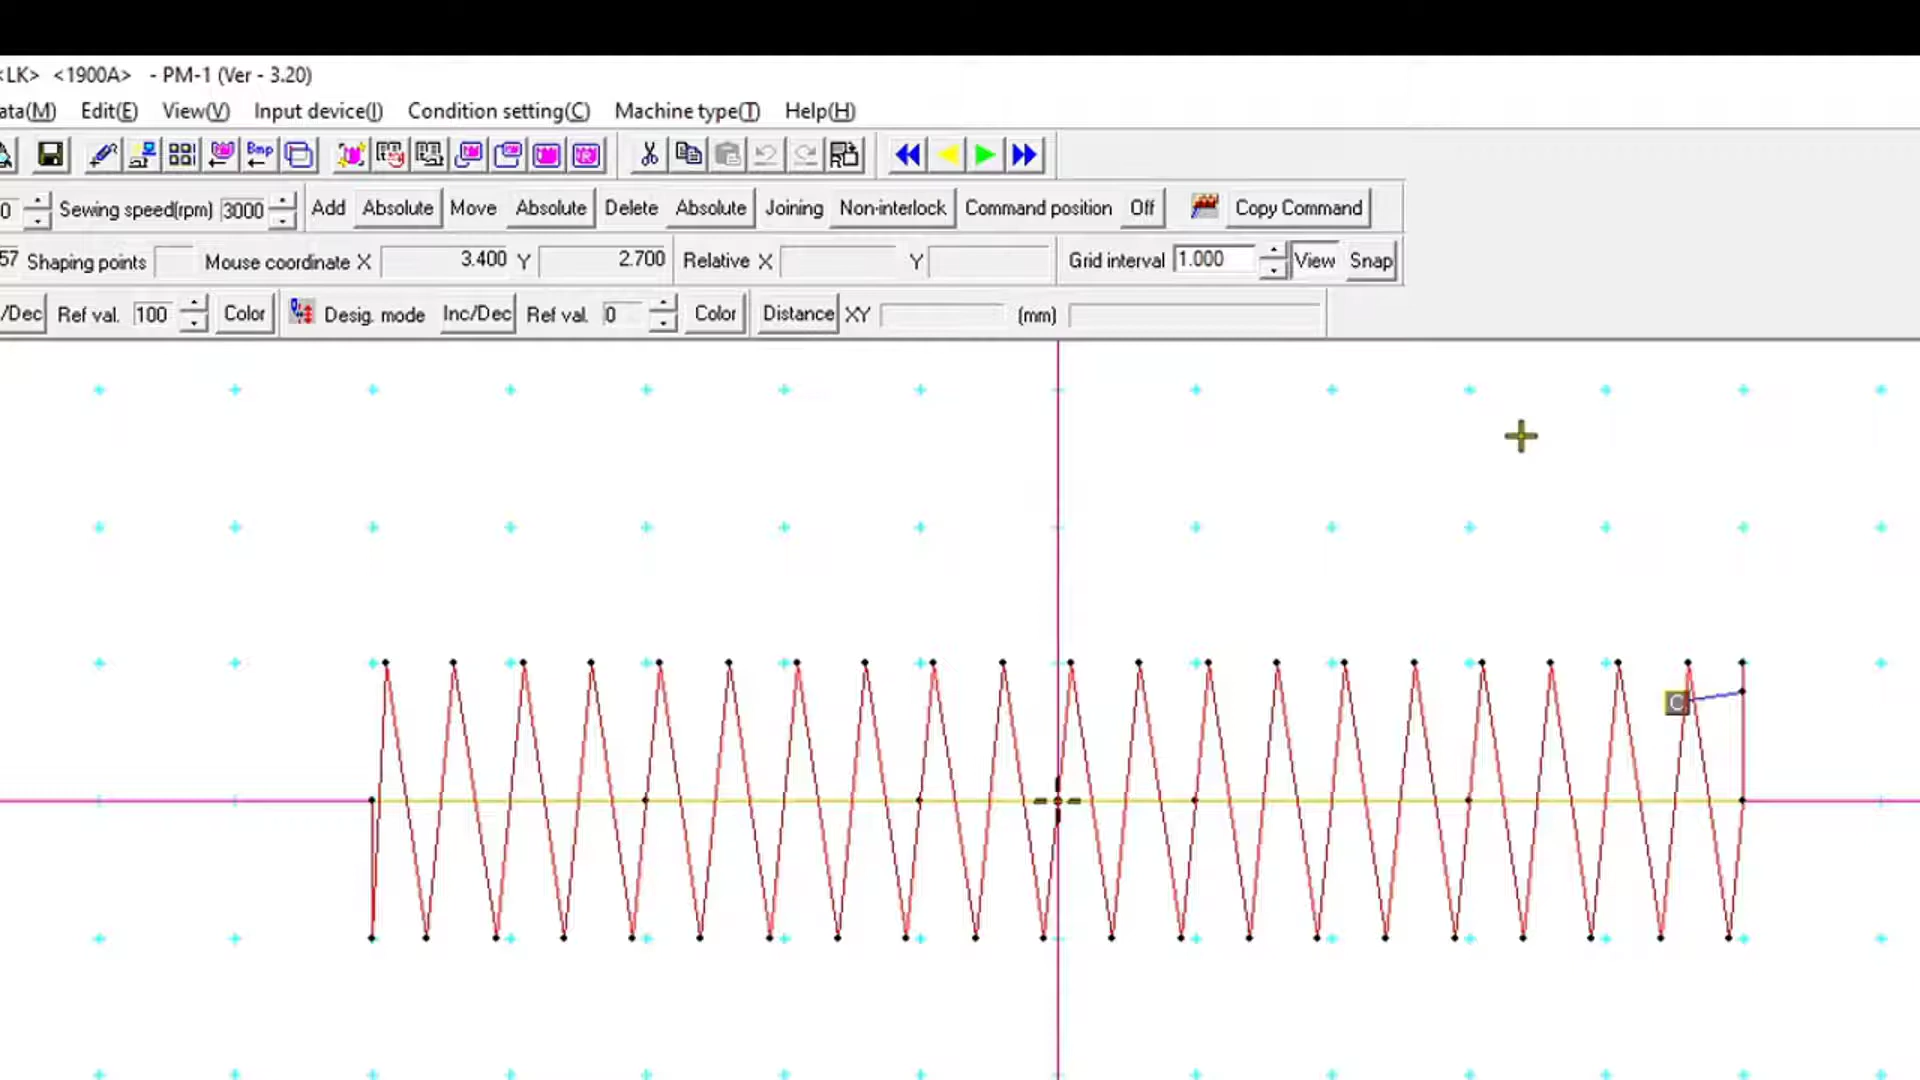 <LK> <1900A> - PM-1 (Ver - 3.20)
ata(M) Edit(E) View(V) Input device(I) Condition setting(C) Machine type(T) Help(H)
Bmp
0 Sewing speed(rpm) 3000 Add Absolute Move Absolute Delete Absolute Joining Non-interlock Command position Off Copy Command
57 Shaping points Mouse coordinate X 3.400 Y 2.700 Relative X Y Grid interval 1.000 View Snap
/Dec Ref val. 100 Color Desig. mode Inc/Dec Ref val. 0 Color Distance XY (mm)
C